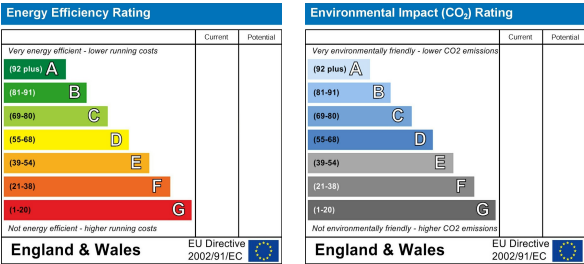 Energy Efficiency Rating
Current Potential
Very energy efficient - lower running costs
(92 plus) A
(81-91) B
(69-80) C
(55-68) D
(39-54) E
(21-38) F
(1-20) G
Not energy efficient - higher running costs
England & Wales
EU Directive
2002/91/EC
Environmental Impact (CO₂) Rating
Current Potential
Very environmentally friendly - lower CO2 emissions
(92 plus) A
(81-91) B
(69-80) C
(55-68) D
(39-54) E
(21-38) F
(1-20) G
Not environmentally friendly - higher CO2 emissions
England & Wales
EU Directive
2002/91/EC